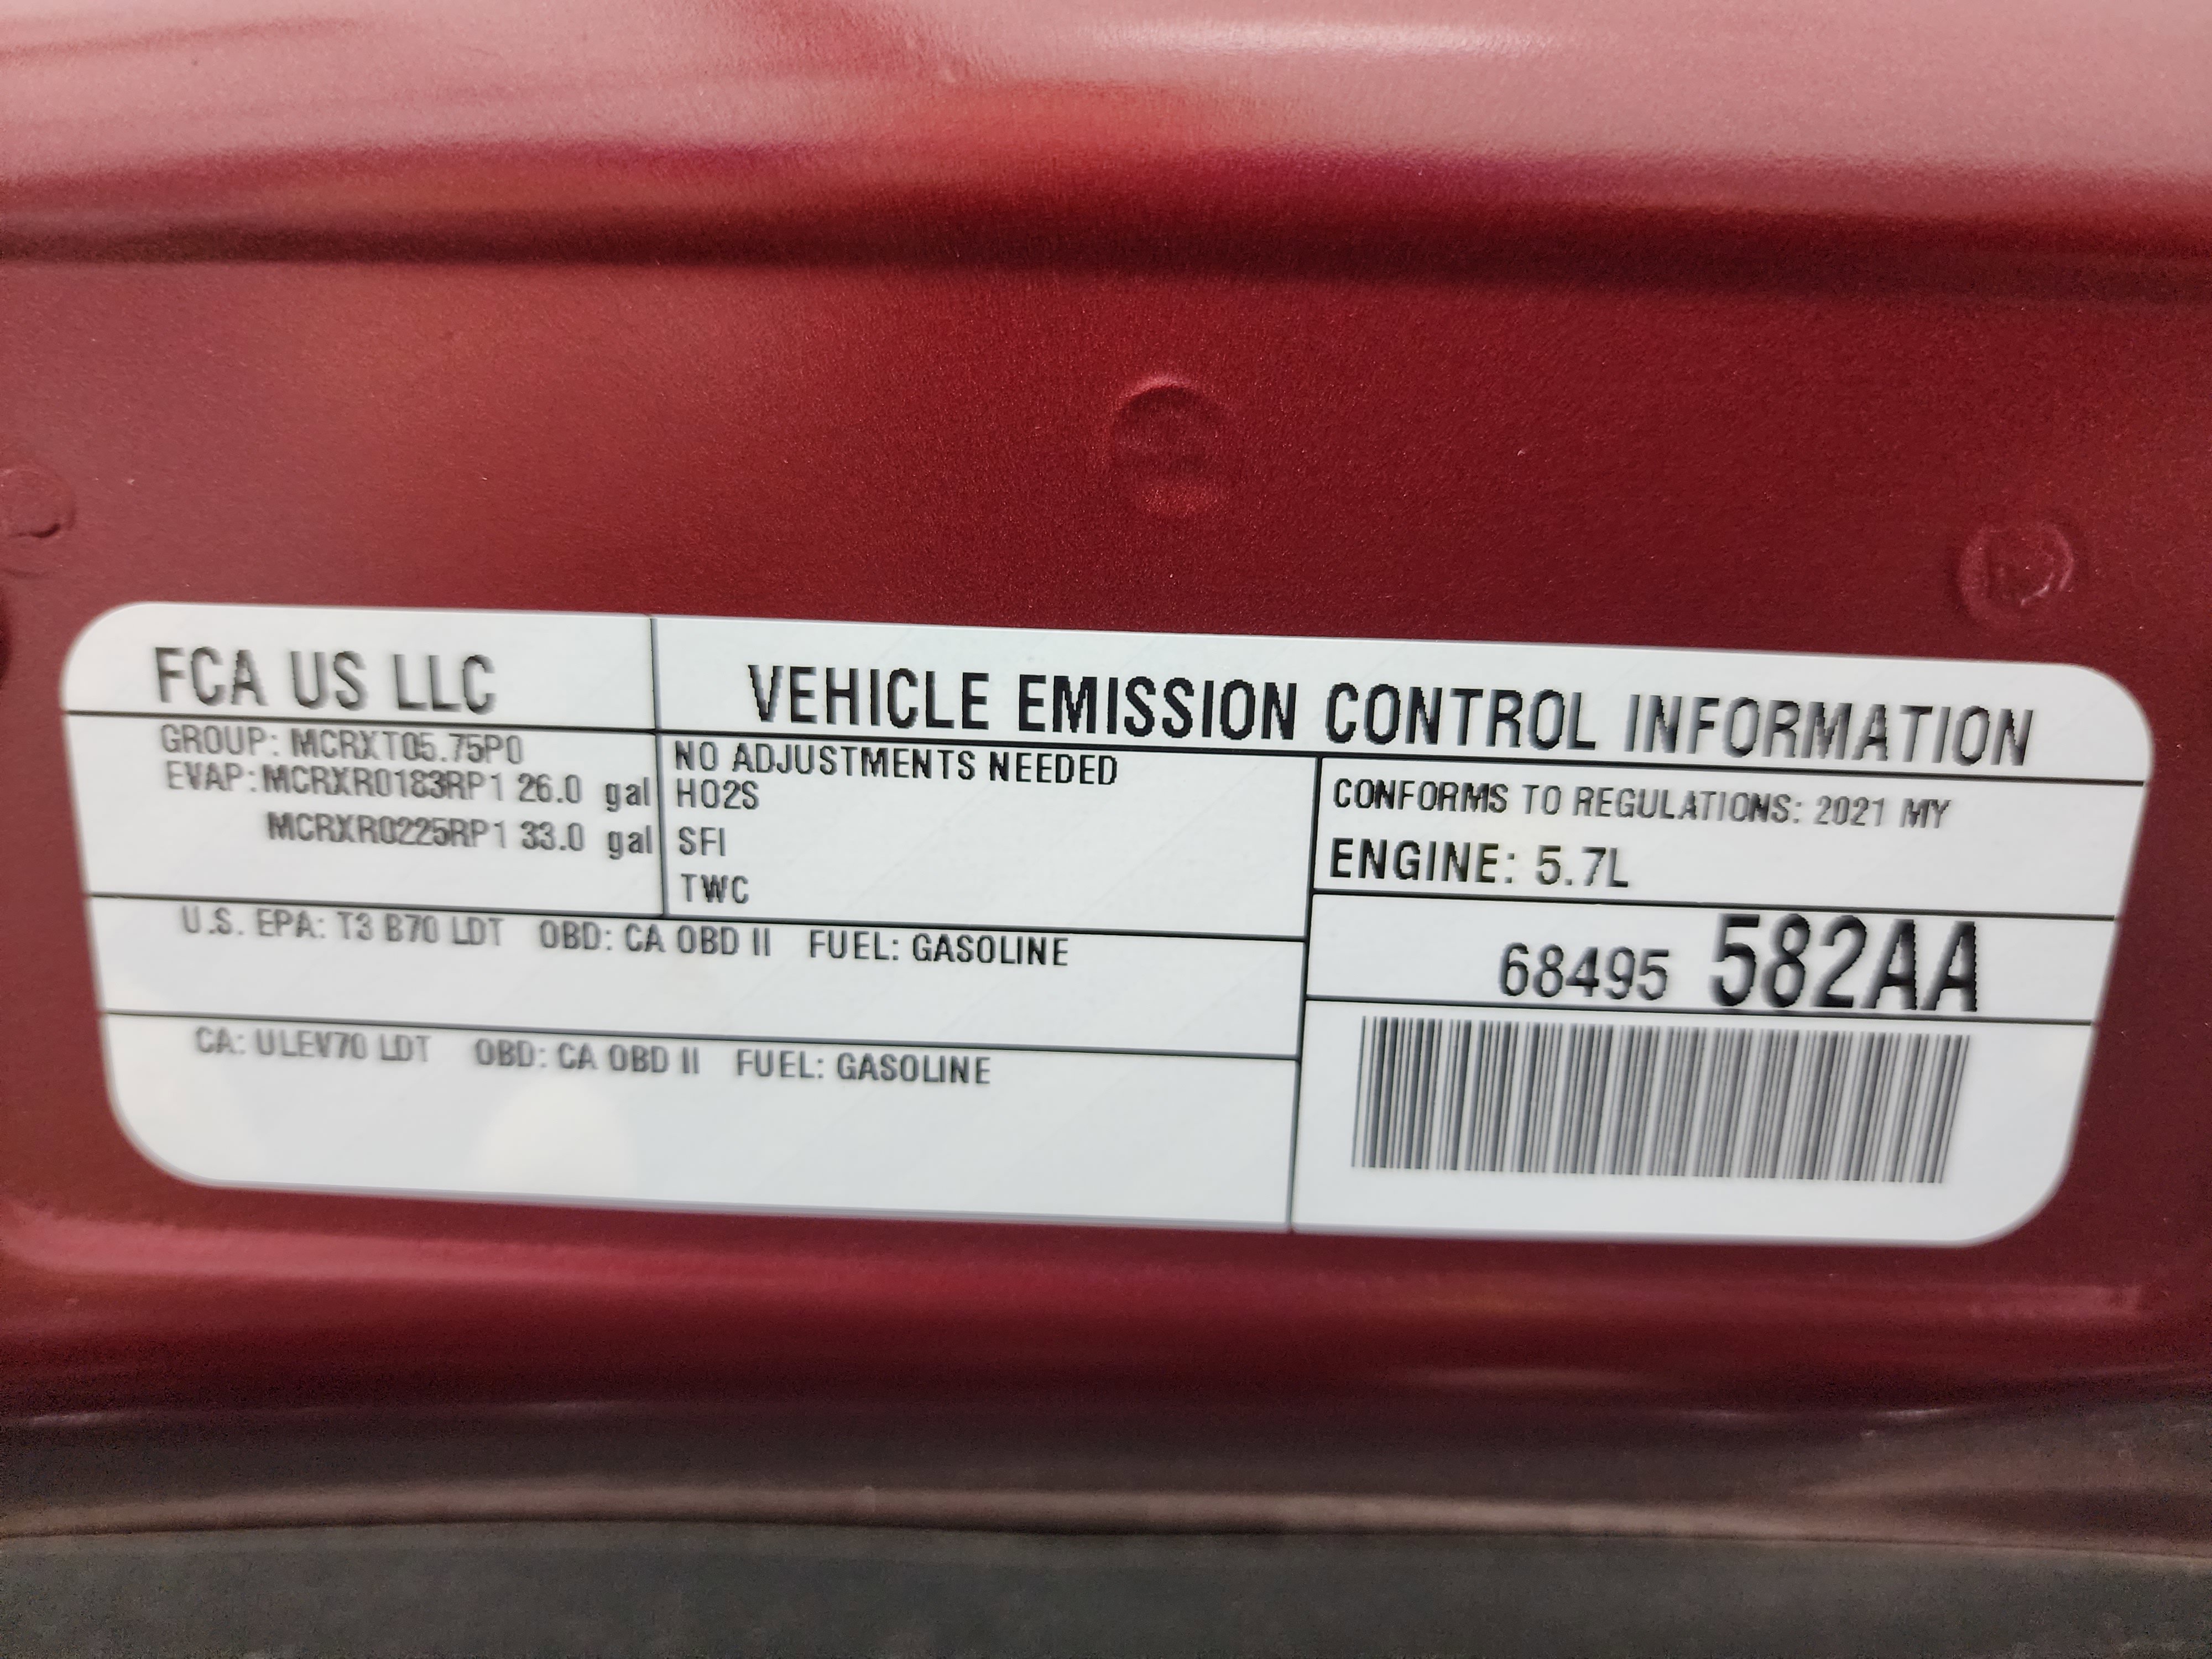 FCA US LLC
VEHICLE EMISSION CONTROL INFORMATION
GROUP: MCRXT05.75P0
EVAP: MCRXR0183RP1 26.0 gal
MCRXR0225RP1 33.0 gal
NO ADJUSTMENTS NEEDED
HO2S
SFI
TWC
CONFORMS TO REGULATIONS: 2021 MY
ENGINE: 5.7L
U.S. EPA: T3 B70 LDT OBD: CA OBD II FUEL: GASOLINE
68495 582AA
CA: ULEV70 LDT OBD: CA OBD II FUEL: GASOLINE